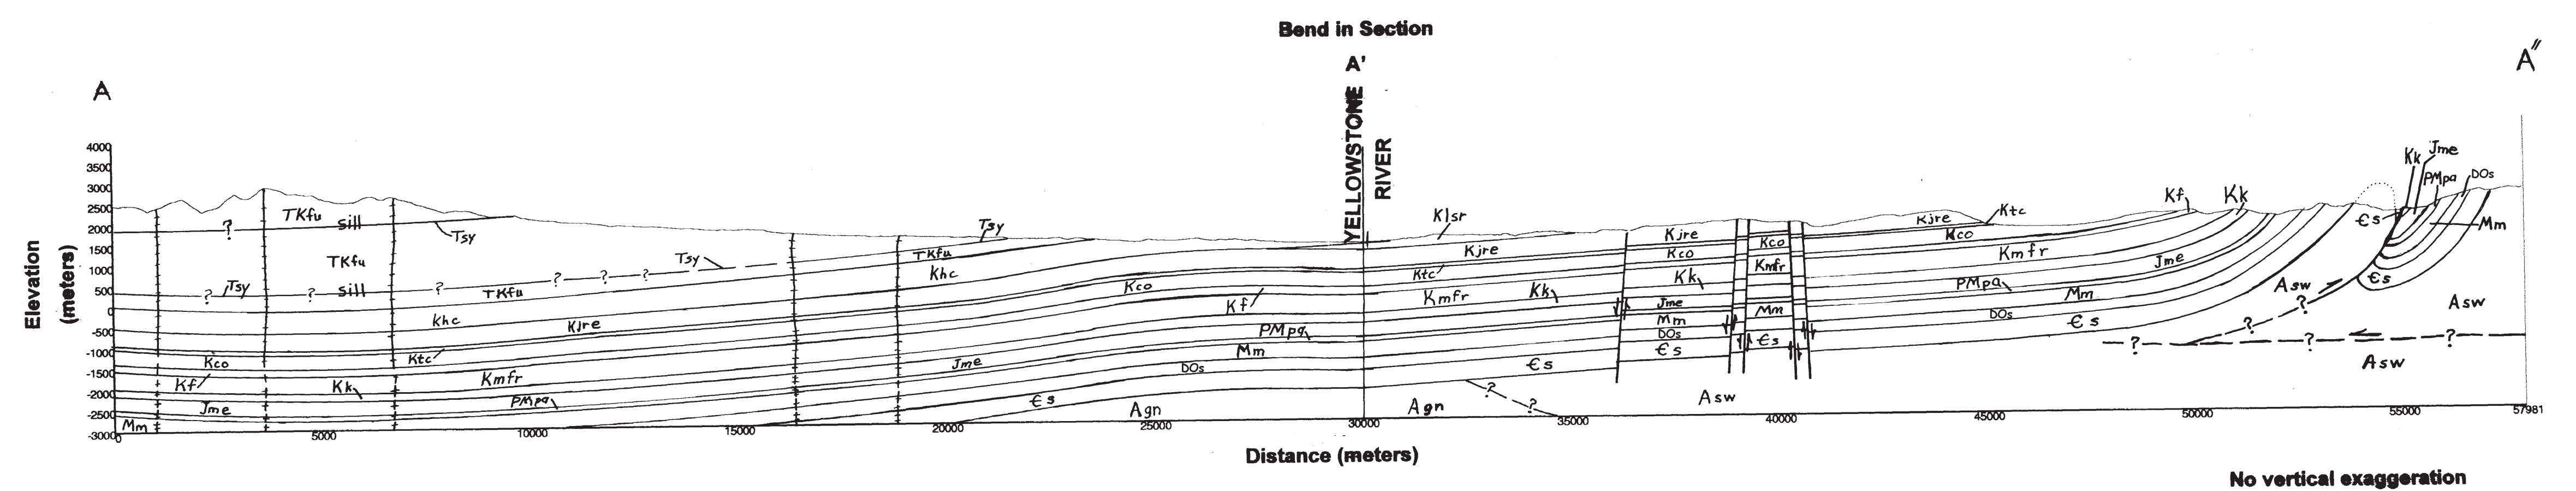 Bend in Section
A
A'
A"
YELLOWSTONE
RIVER
Elevation
(meters)
4000
3500
3000
2500
2000
1500
1000
500
0
-500
-1000
-1500
-2000
-2500
-3000
? TKfu sill Tsy
TKfu
? Tsy ? sill ? TKfu ? ? ? Tsy
Tsy
TKfu
Khc Kjre Khc
Kco Ktc Kco
Kf Kk Kmfr Kf
Jme PMpa Jme PMpa
Mm DOs Mm
Єs Agn
Klsr
Kjre
Ktc
Kmfr Kk
Єs
Agn ? ? Asw
Kjre
Kco
Kk
Jme
Mm
DOs
Єs
Kco
Kmfr
Mm
Єs
Kjre Ktc
Kco
Kmfr
Jme
PMpa
Mm
DOs
Єs
Kf Kk
Kk Jme
PMpa DOs
Єs
Mm
Єs
Asw
Asw
? ?
? ? ?
Asw
0 5000 10000 15000 20000 25000 30000 35000 40000 45000 50000 55000 57981
Distance (meters)
No vertical exaggeration